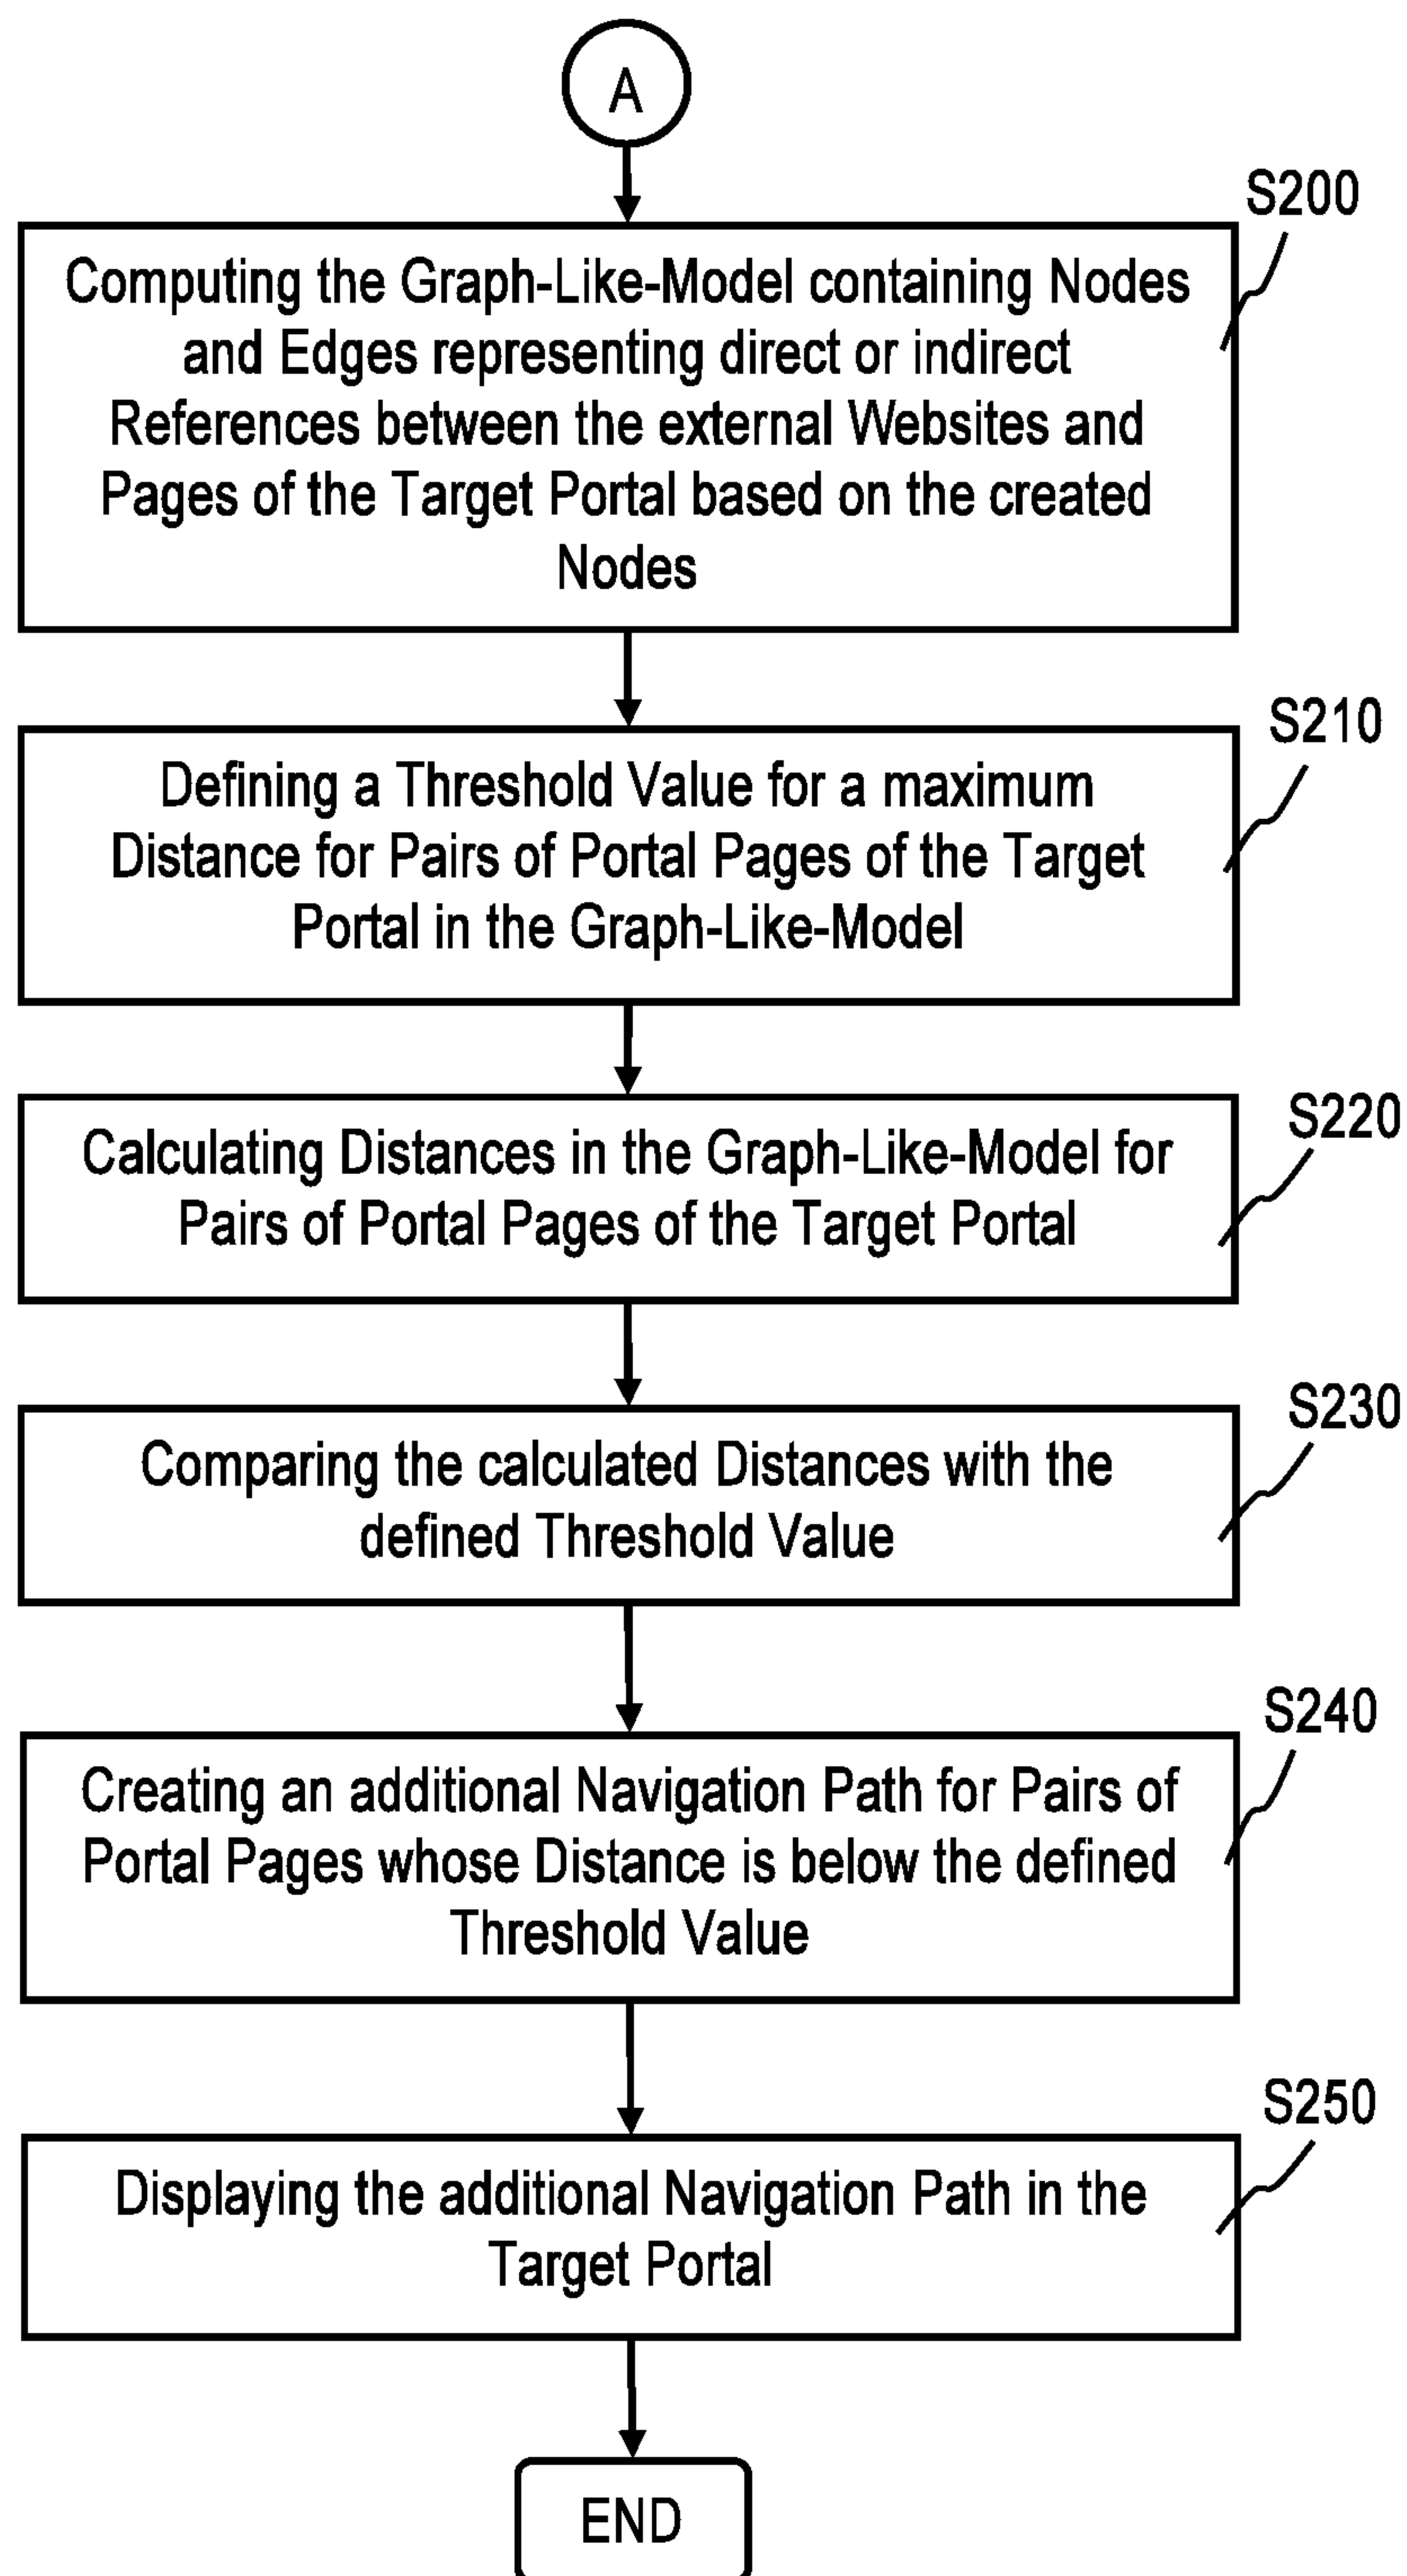 A
S200
Computing the Graph-Like-Model containing Nodes
and Edges representing direct or indirect
References between the external Websites and
Pages of the Target Portal based on the created
Nodes
S210
Defining a Threshold Value for a maximum
Distance for Pairs of Portal Pages of the Target
Portal in the Graph-Like-Model
S220
Calculating Distances in the Graph-Like-Model for
Pairs of Portal Pages of the Target Portal
S230
Comparing the calculated Distances with the
defined Threshold Value
S240
Creating an additional Navigation Path for Pairs of
Portal Pages whose Distance is below the defined
Threshold Value
S250
Displaying the additional Navigation Path in the
Target Portal
END